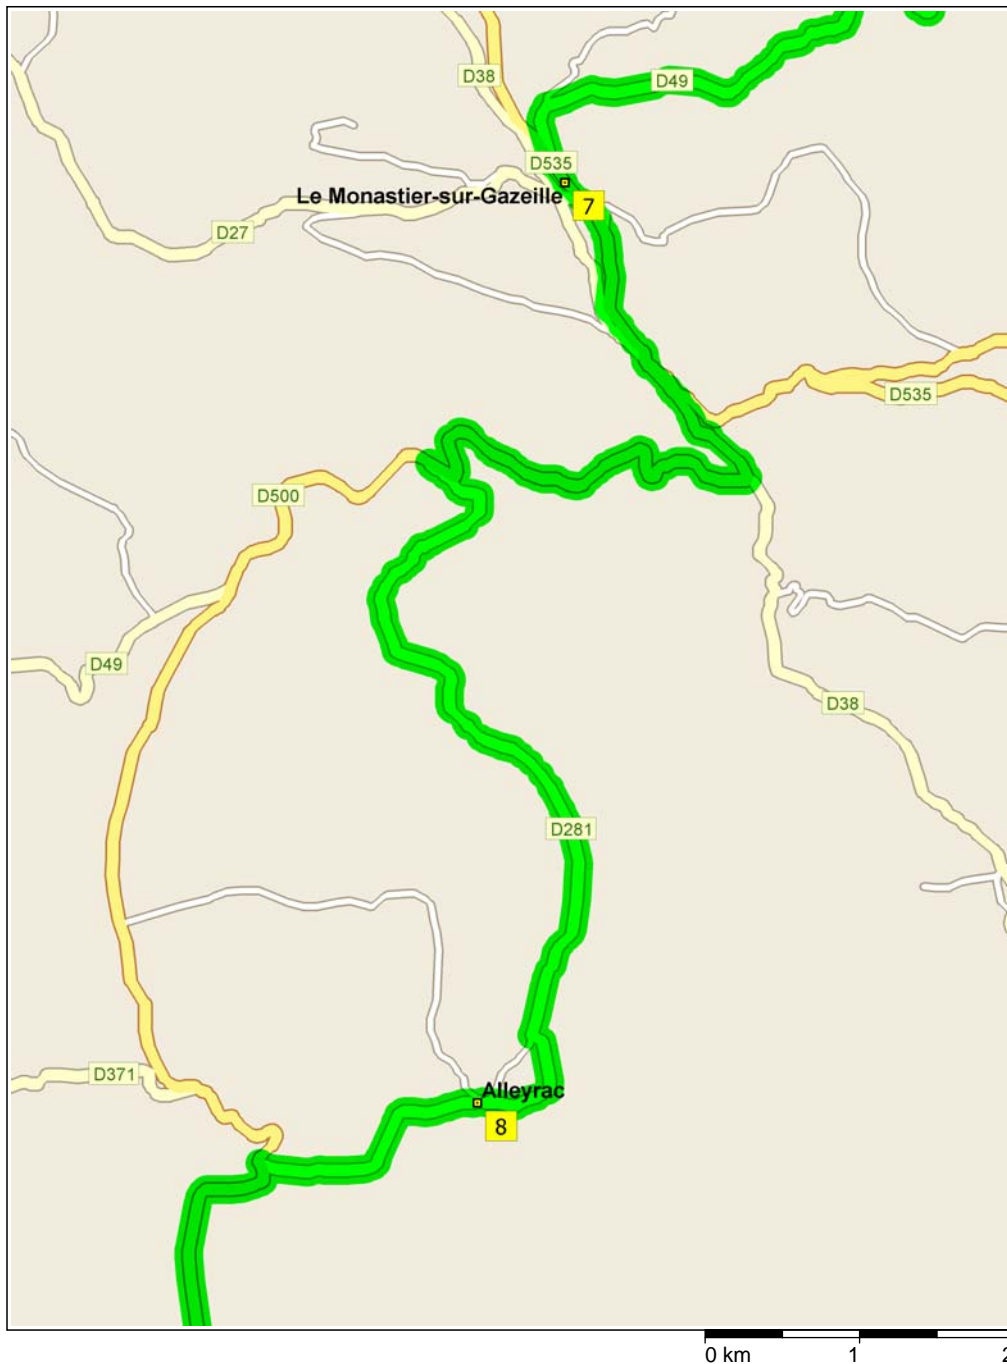 D38
D49
D535
Le Monastier-sur-Gazeille
7
D27
D535
D500
D49
D38
D281
D371
Alleyrac
8
0 km 1 2